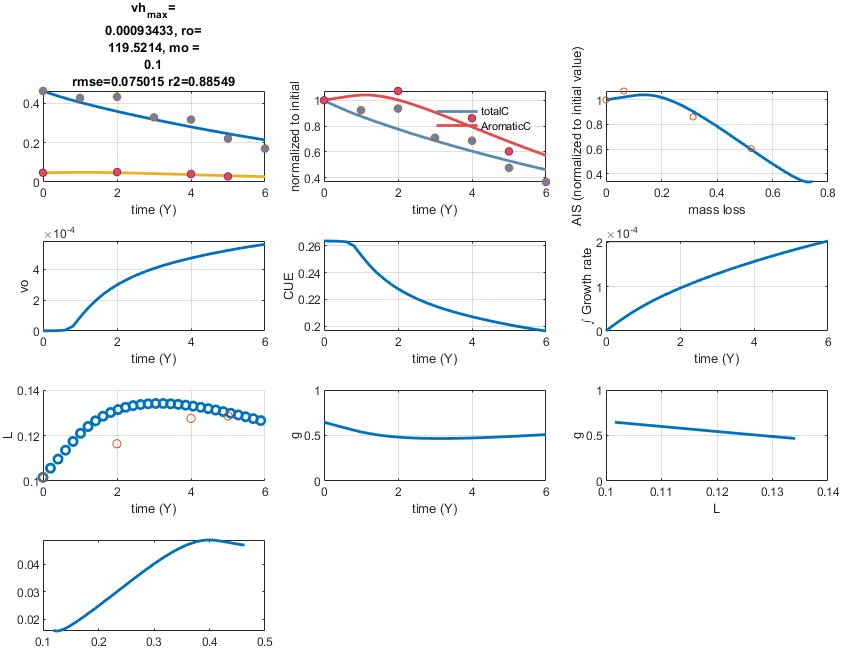 vh_max=
0.00093433, ro=
119.5214, mo =
0.1
rmse=0.075015 r2=0.88549
0.4
0.2
0
0 2 4 6
time (Y)
normalized to initial
1
0.8
0.6
0.4
totalC
AromaticC
0 2 4 6
time (Y)
AIS (normalized to initial value)
1
0.8
0.6
0.4
0 0.2 0.4 0.6 0.8
mass loss
×10^-4
vo
4
2
0
0 2 4 6
time (Y)
CUE
0.26
0.24
0.22
0.2
0 2 4 6
time (Y)
×10^-4
∫ Growth rate
2
1
0
0 2 4 6
time (Y)
L
0.14
0.12
0.1
0 2 4 6
time (Y)
g
1
0.5
0
0 2 4 6
time (Y)
g
1
0.5
0
0.1 0.11 0.12 0.13 0.14
L
0.04
0.03
0.02
0.1 0.2 0.3 0.4 0.5